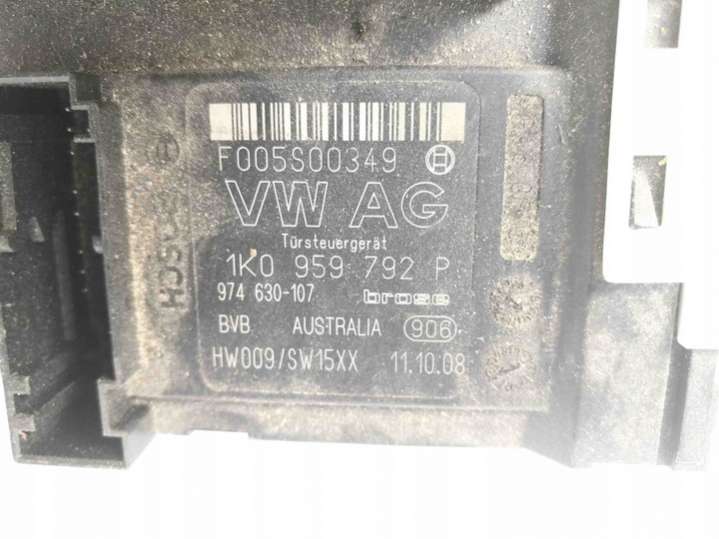 F005S00349
VW AG
Türsteuergerät
1K0 959 792 P
974 630-107 brose
BVB AUSTRALIA 906
HW009/SW15XX 11.10.08
BOSCH